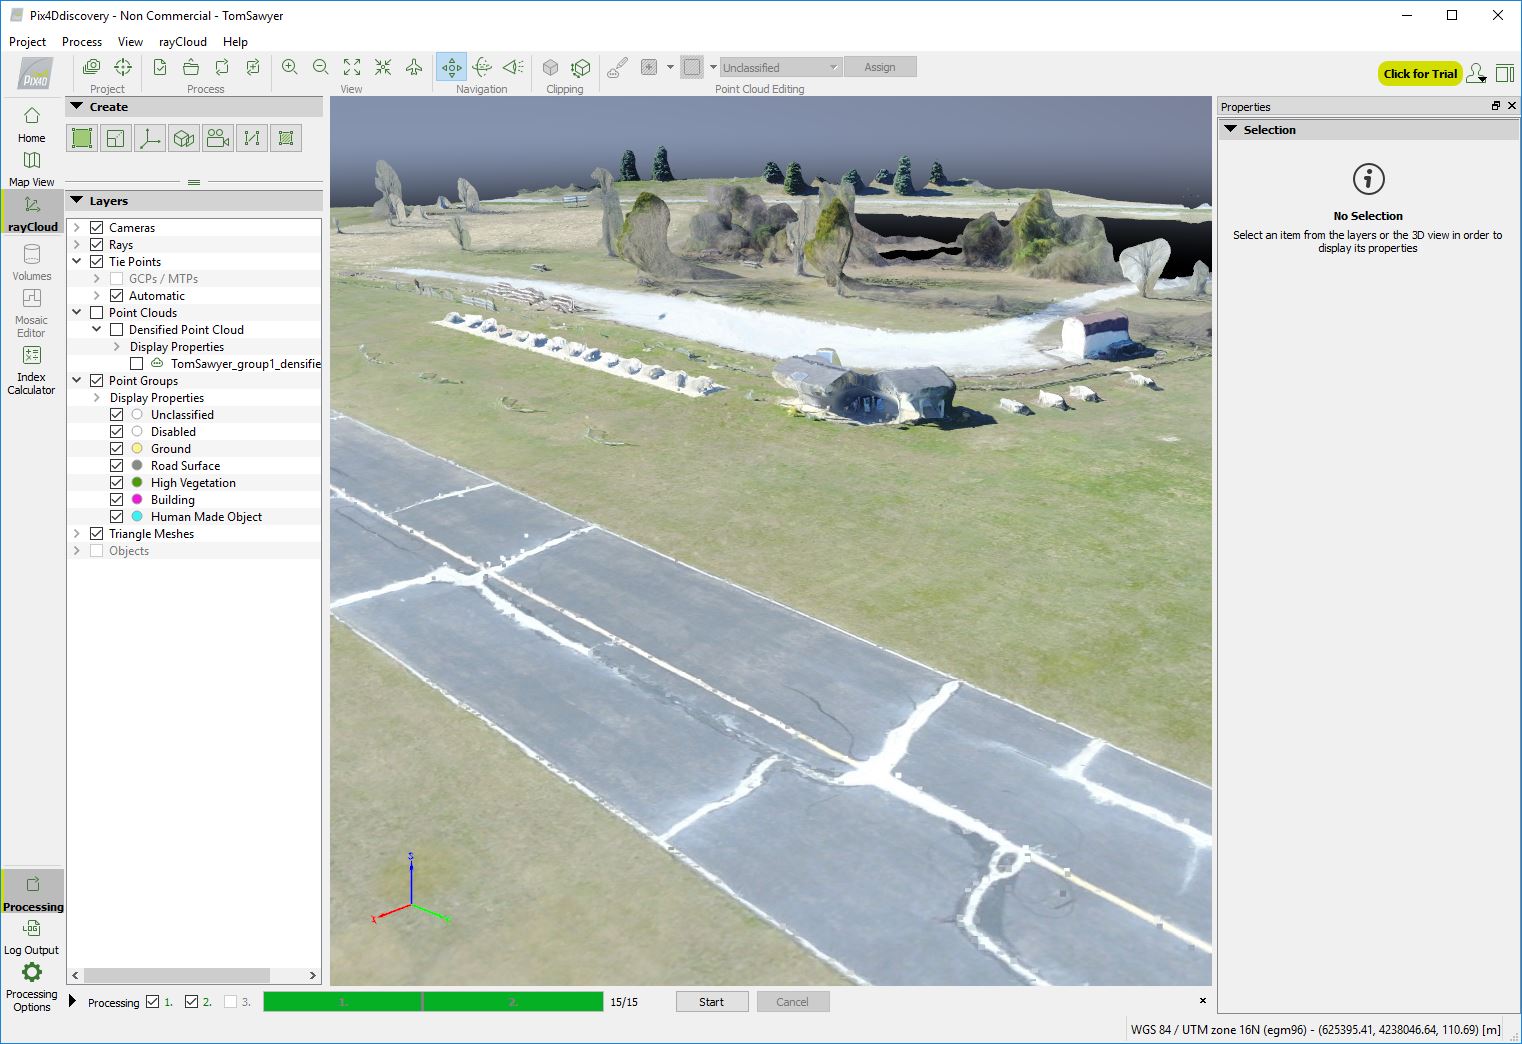 Pix4Ddiscovery - Non Commercial - TomSawyer
Project Process View rayCloud Help
PIX4D
Project Process View Navigation Clipping Point Cloud Editing
Unclassified Assign
Click for Trial
Home
Map View
rayCloud
Volumes
Mosaic
Editor
Index
Calculator
Create
Layers
Cameras
Rays
Tie Points
GCPs / MTPs
Automatic
Point Clouds
Densified Point Cloud
Display Properties
TomSawyer_group1_densifie
Point Groups
Display Properties
Unclassified
Disabled
Ground
Road Surface
High Vegetation
Building
Human Made Object
Triangle Meshes
Objects
Properties
Selection
No Selection
Select an item from the layers or the 3D view in order to
display its properties
Processing
Log Output
Processing
Options
Processing 1. 2. 3. 1. 2. 15/15 Start Cancel
WGS 84 / UTM zone 16N (egm96) - (625395.41, 4238046.64, 110.69) [m]